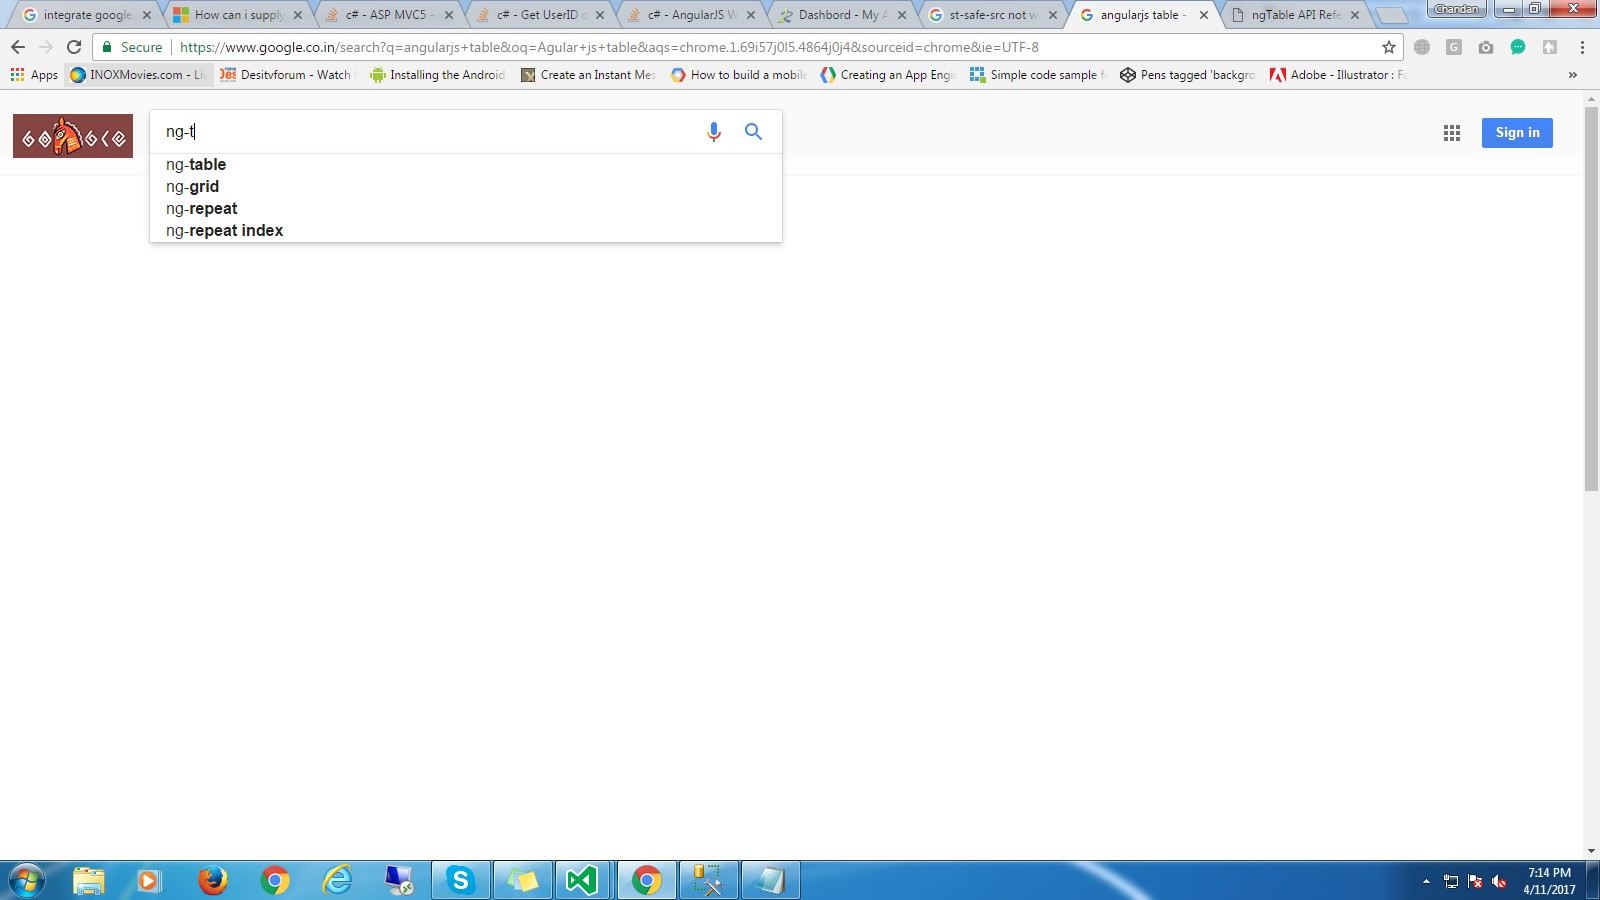 integrate google
How can i supply
c# - ASP MVC5 -
c# - Get UserID
c# - AngularJS W
Dashbord - My A
st-safe-src not w
angularjs table -
ngTable API Refe
Chandan
Secure
https://www.google.co.in/search?q=angularjs+table&oq=Agular+js+table&aqs=chrome.1.69i57j0l5.4864j0j4&sourceid=chrome&ie=UTF-8
Apps
INOXMovies.com - Liv
Desitvforum - Watch
Installing the Android
Create an Instant Mes
How to build a mobile
Creating an App Engi
Simple code sample f
Pens tagged 'backgro
Adobe - Illustrator : Fo
»
ng-t
Sign in
ng-table
ng-grid
ng-repeat
ng-repeat index
7:14 PM
4/11/2017